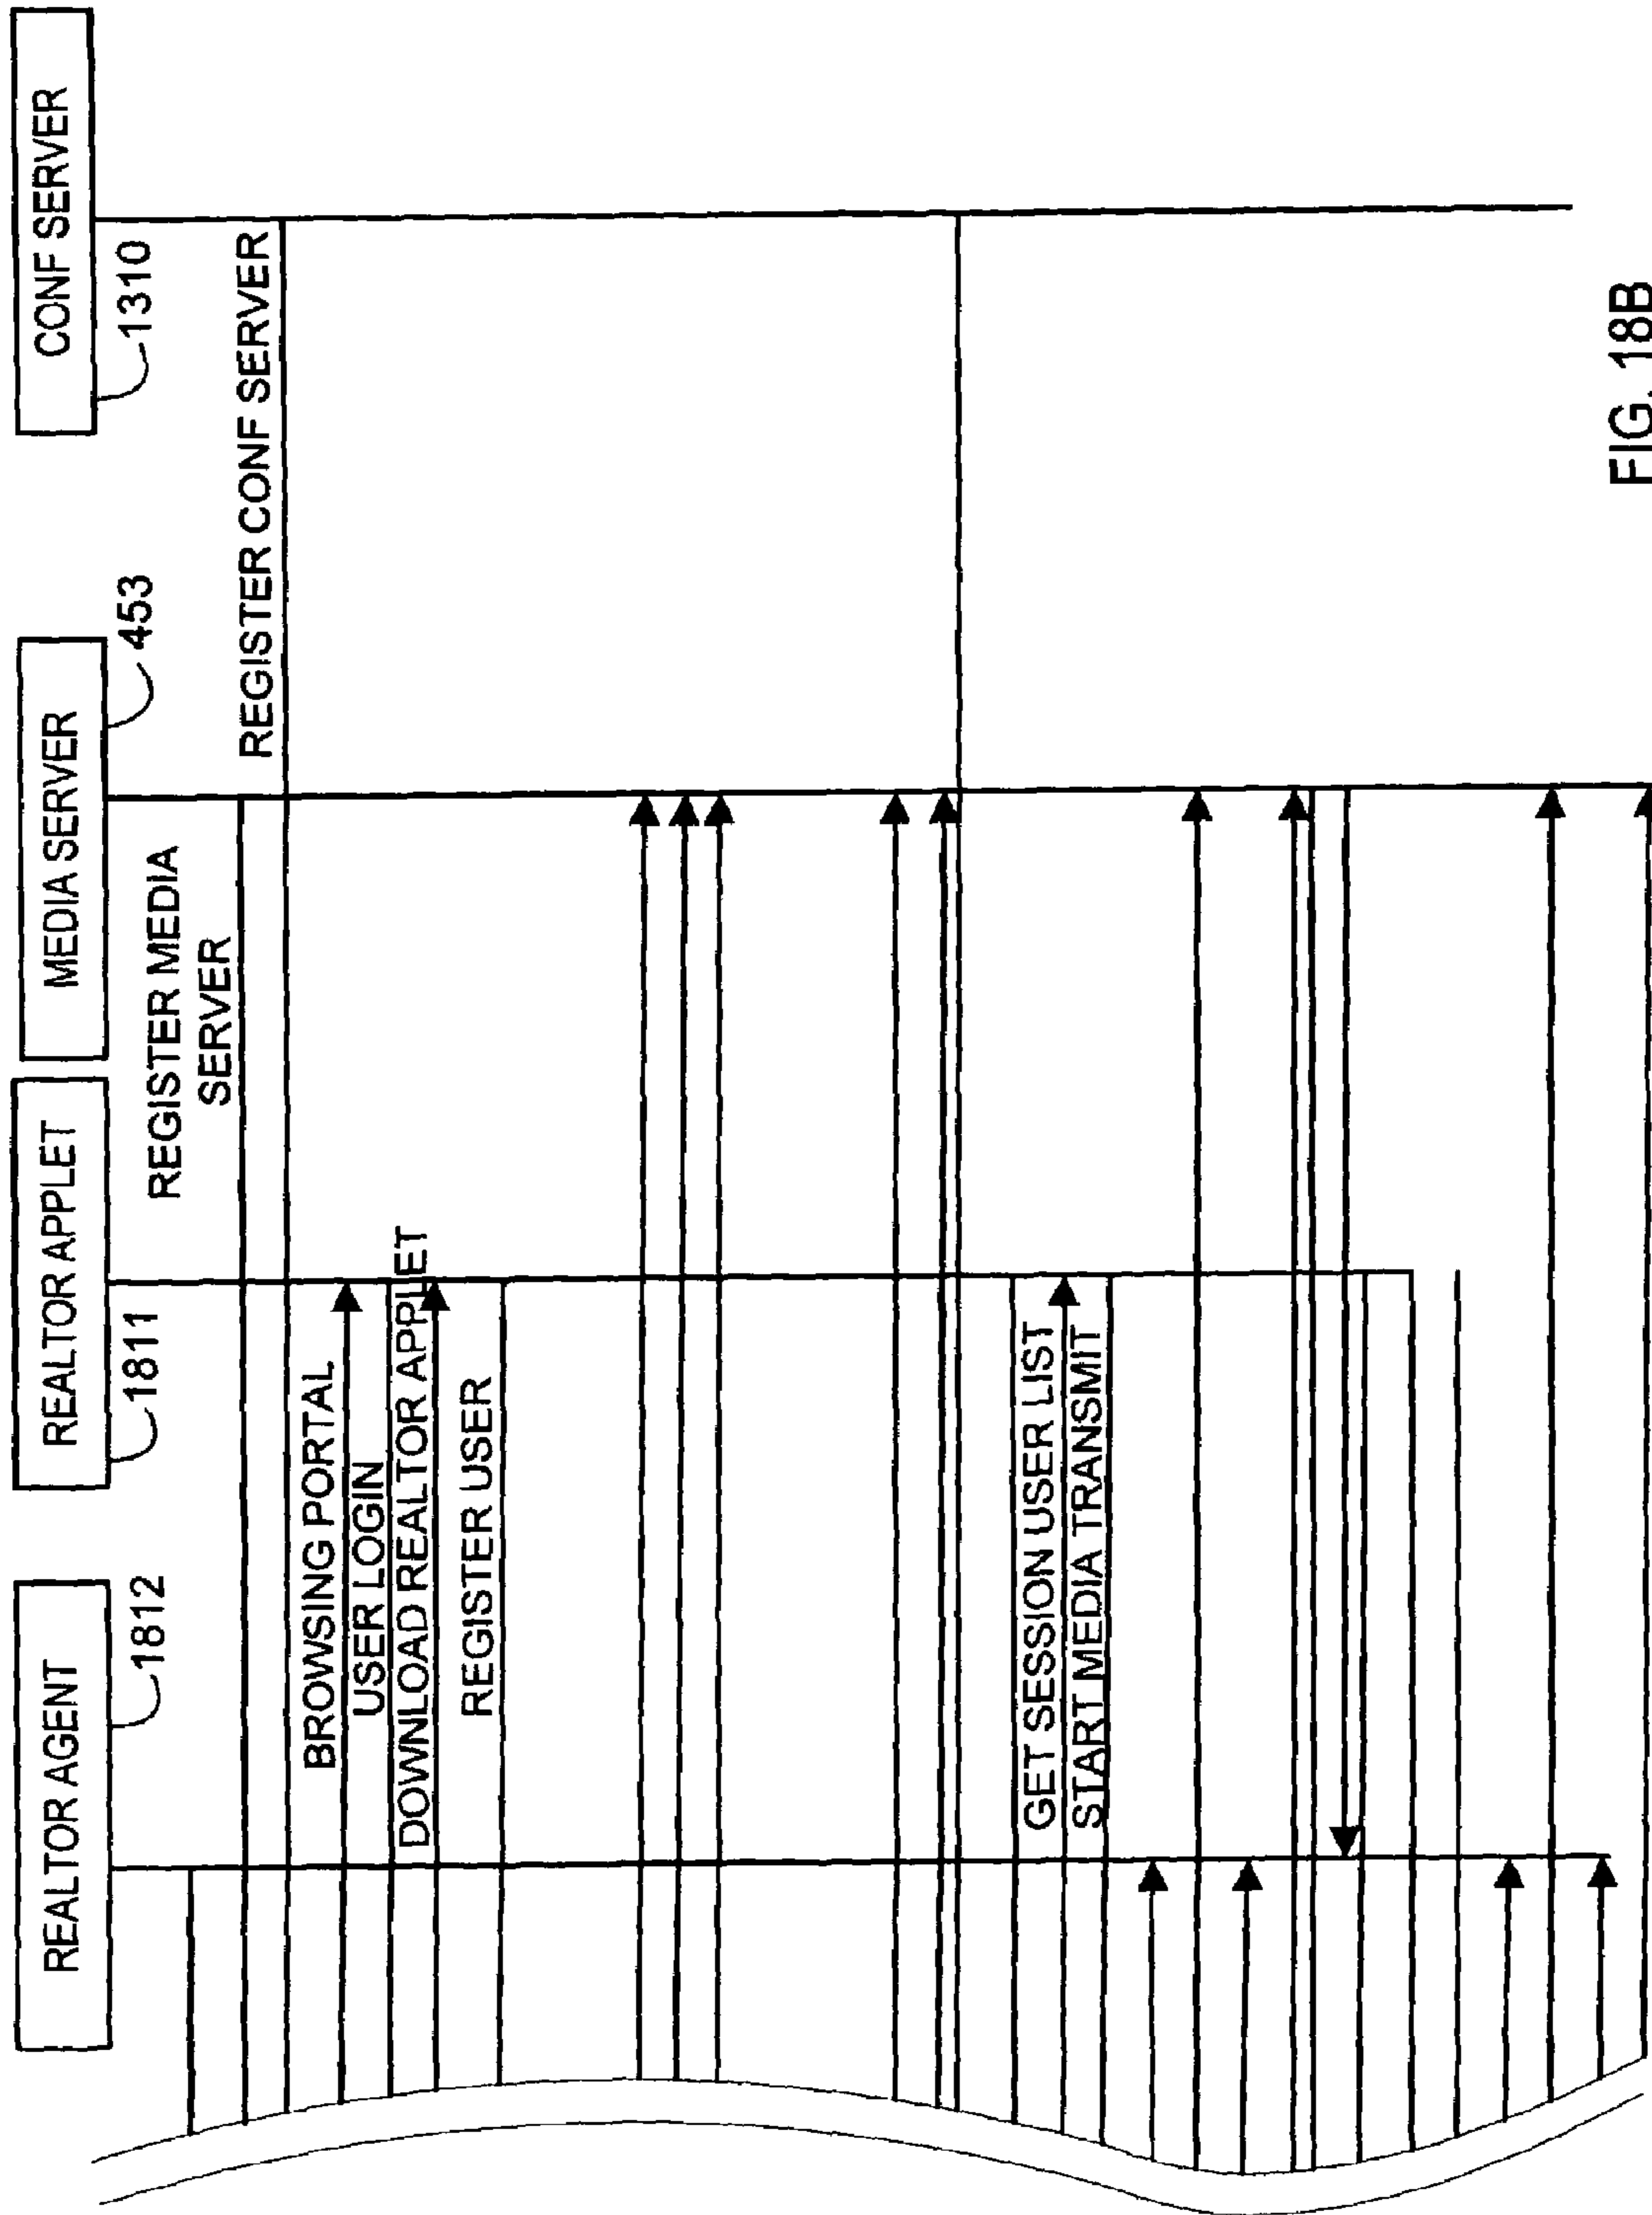 REALTOR AGENT
1812
REALTOR APPLET
1811
MEDIA SERVER
453
CONF SERVER
1310
REGISTER MEDIA
SERVER
REGISTER CONF SERVER
BROWSING PORTAL
USER LOGIN
DOWNLOAD REALTOR APPLET
REGISTER USER
GET SESSION USER LIST
START MEDIA TRANSMIT
FIG. 18B